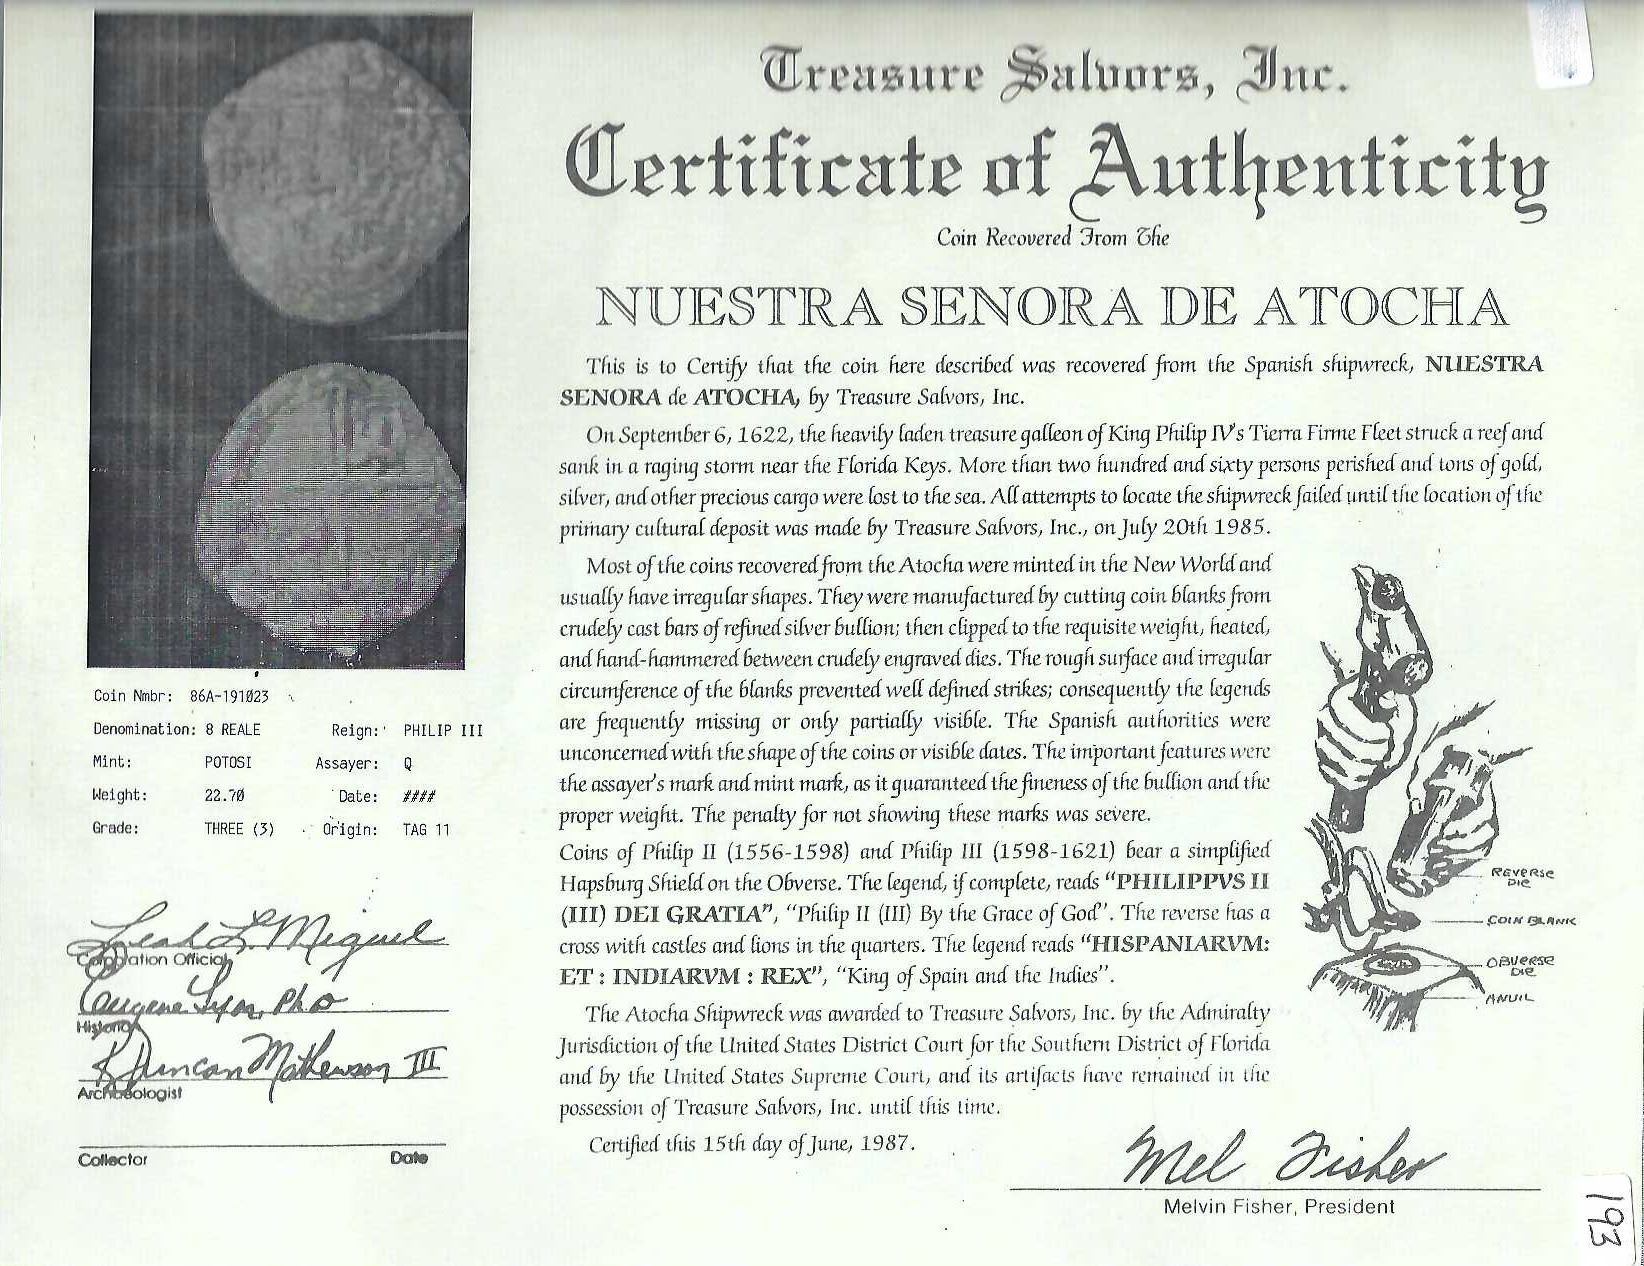 Treasure Salvors, Inc.
Certificate of Authenticity
Coin Recovered From The
NUESTRA SENORA DE ATOCHA
This is to Certify that the coin here described was recovered from the Spanish shipwreck, NUESTRA
SENORA de ATOCHA, by Treasure Salvors, Inc.
On September 6, 1622, the heavily laden treasure galleon of King Philip IV's Tierra Firme Fleet struck a reef and
sank in a raging storm near the Florida Keys. More than two hundred and sixty persons perished and tons of gold,
silver, and other precious cargo were lost to the sea. All attempts to locate the shipwreck failed until the location of the
primary cultural deposit was made by Treasure Salvors, Inc., on July 20th 1985.
Most of the coins recovered from the Atocha were minted in the New World and
usually have irregular shapes. They were manufactured by cutting coin blanks from
crudely cast bars of refined silver bullion; then clipped to the requisite weight, heated,
and hand-hammered between crudely engraved dies. The rough surface and irregular
circumference of the blanks prevented well defined strikes; consequently the legends
are frequently missing or only partially visible. The Spanish authorities were
unconcerned with the shape of the coins or visible dates. The important features were
the assayer's mark and mint mark, as it guaranteed the fineness of the bullion and the
proper weight. The penalty for not showing these marks was severe.
Coins of Philip II (1556-1598) and Philip III (1598-1621) bear a simplified
Hapsburg Shield on the Obverse. The legend, if complete, reads "PHILIPPVS II
(III) DEI GRATIA", "Philip II (III) By the Grace of God". The reverse has a
cross with castles and lions in the quarters. The legend reads "HISPANIARVM:
ET : INDIARVM : REX", "King of Spain and the Indies".
The Atocha Shipwreck was awarded to Treasure Salvors, Inc. by the Admiralty
Jurisdiction of the United States District Court for the Southern District of Florida
and by the United States Supreme Court, and its artifacts have remained in the
possession of Treasure Salvors, Inc. until this time.
Certified this 15th day of June, 1987.
Mel Fisher
Melvin Fisher, President
REVERSE
DIE
COIN BLANK
OBVERSE
DIE
ANVIL
Coin Nmbr: 86A-191023
Denomination: 8 REALE Reign: PHILIP III
Mint: POTOSI Assayer: Q
Weight: 22.70 Date: ####
Grade: THREE (3) Origin: TAG 11
Leah L. Miguel
Corporation Official
Eugene Lyon, PhD
Historian
R Duncan Mathewson III
Archaeologist
Collector Date
193